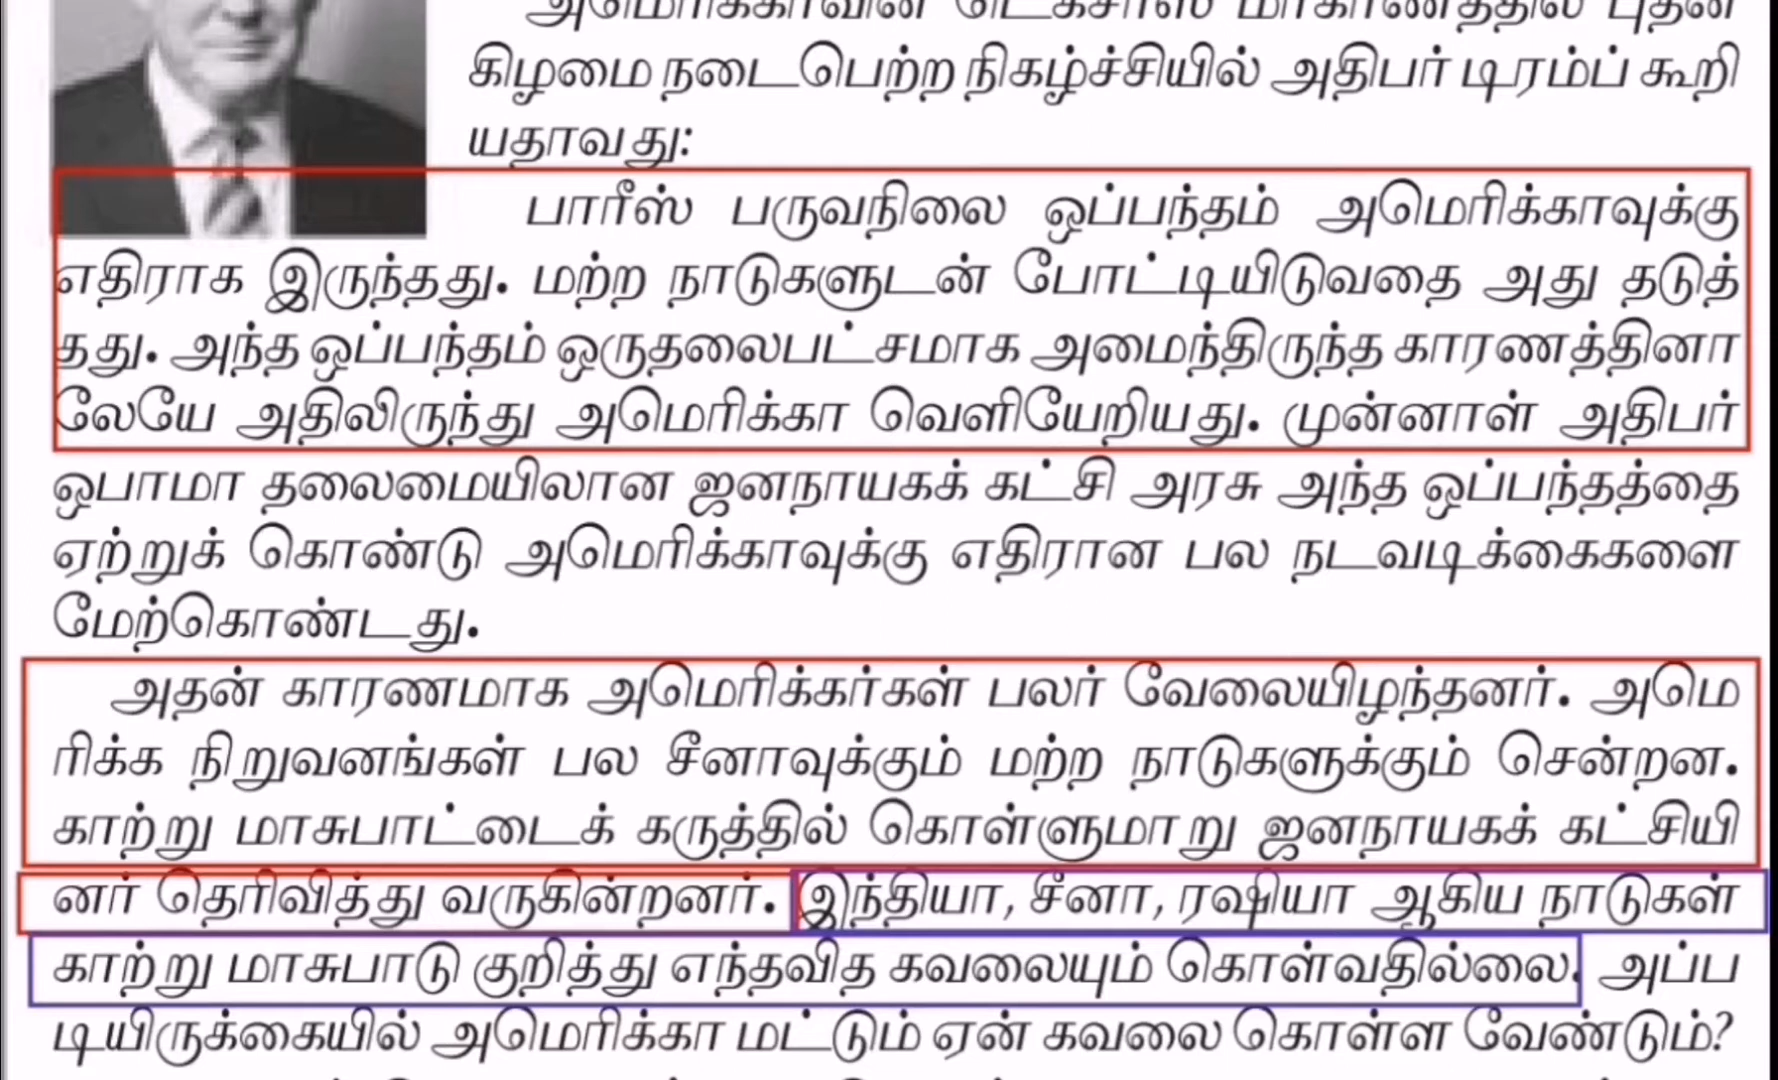 அமெரிக்காவின் டெக்சாஸ் மாகாணத்தில் புதன்
கிழமை நடைபெற்ற நிகழ்ச்சியில் அதிபர் டிரம்ப் கூறி
யதாவது:
பாரீஸ் பருவநிலை ஒப்பந்தம் அமெரிக்காவுக்கு
எதிராக இருந்தது. மற்ற நாடுகளுடன் போட்டியிடுவதை அது தடுத்
தது. அந்த ஒப்பந்தம் ஒருதலைபட்சமாக அமைந்திருந்த காரணத்தினா
லேயே அதிலிருந்து அமெரிக்கா வெளியேறியது. முன்னாள் அதிபர்
ஒபாமா தலைமையிலான ஜனநாயகக் கட்சி அரசு அந்த ஒப்பந்தத்தை
ஏற்றுக் கொண்டு அமெரிக்காவுக்கு எதிரான பல நடவடிக்கைகளை
மேற்கொண்டது.
அதன் காரணமாக அமெரிக்கர்கள் பலர் வேலையிழந்தனர். அமெ
ரிக்க நிறுவனங்கள் பல சீனாவுக்கும் மற்ற நாடுகளுக்கும் சென்றன.
காற்று மாசுபாட்டைக் கருத்தில் கொள்ளுமாறு ஜனநாயகக் கட்சியி
னர் தெரிவித்து வருகின்றனர். இந்தியா, சீனா, ரஷியா ஆகிய நாடுகள்
காற்று மாசுபாடு குறித்து எந்தவித கவலையும் கொள்வதில்லை. அப்ப
டியிருக்கையில் அமெரிக்கா மட்டும் ஏன் கவலை கொள்ள வேண்டும்?